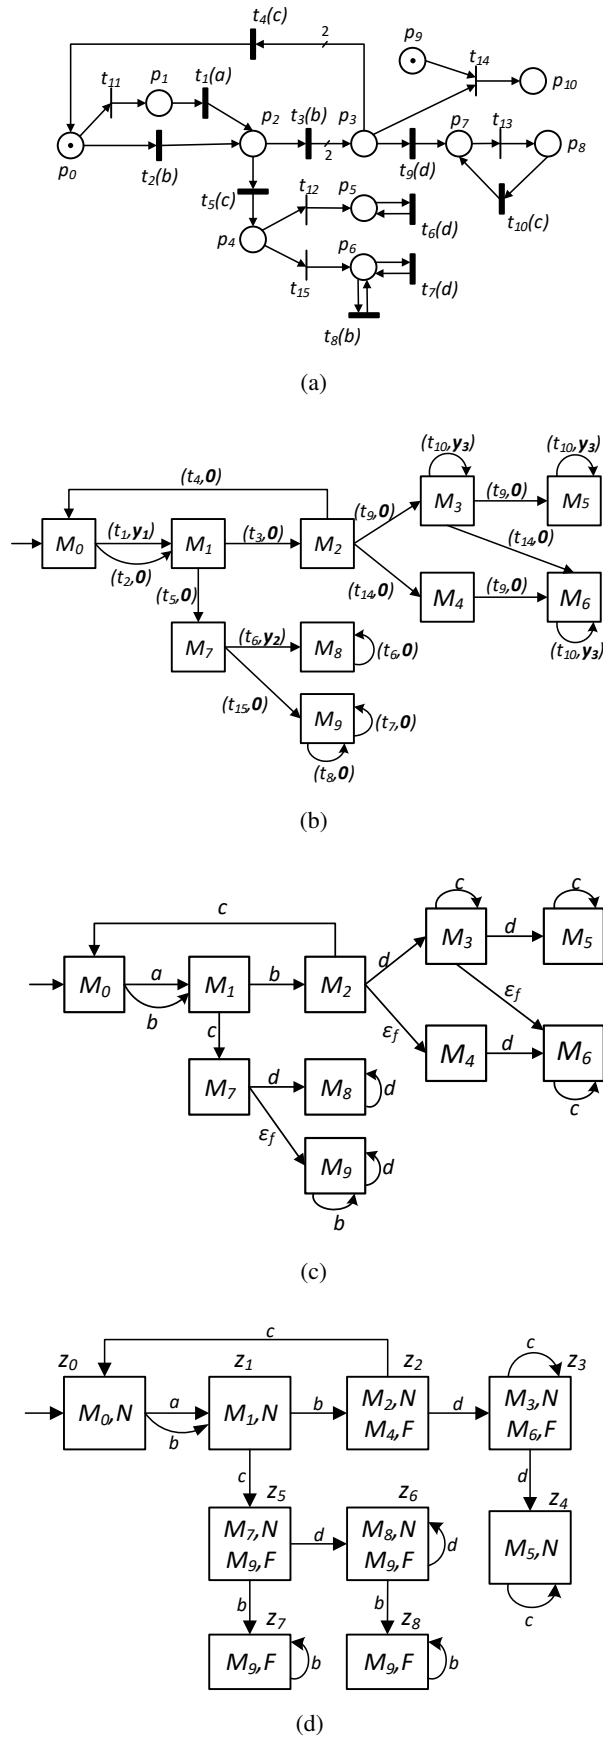 t4(c)
2
p9
t14
p10
t11
p1
t1(a)
p2
t3(b)
p3
2
p7
t13
p8
p0
t2(b)
t9(d)
t5(c)
t12
p5
t10(c)
p4
t6(d)
p6
t15
t7(d)
t8(b)
(a)
(t10,y3) (t10,y3)
(t4,0)
M3 (t9,0) M5
(t9,0)
M0 (t1,y1) M1 (t3,0) M2
(t14,0)
(t2,0)
(t14,0) M4 (t9,0) M6
(t5,0)
M7 (t6,y2) M8 (t6,0)
(t10,y3)
(t15,0) M9 (t7,0)
(t8,0)
(b)
c c
c
M3 d M5
d
M0 a M1 b M2
εf
b
c εf M4 d M6
M7 d M8 d
c
εf
M9 d
b
(c)
c
c
z0 z1 z2 z3
M0,N a M1,N b M2,N d M3,N
b M4,F M6,F
c d
z5 z6 z4
M7,N d M8,N d M5,N
M9,F M9,F
c
b z7 b z8
M9,F b M9,F b
(d)